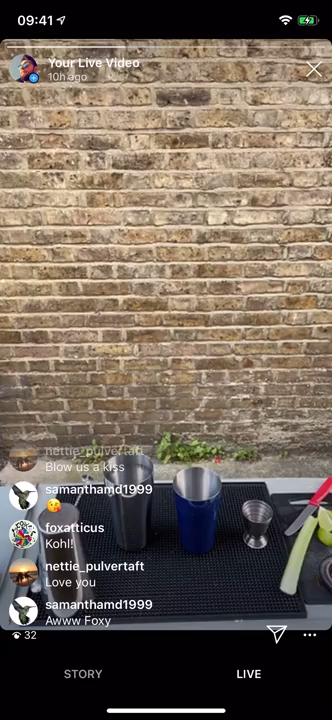 09:41
Your Live Video
10h ago
nettie_pulvertaft
Blow us a kiss
samanthamd1999
😘
foxatticus
Kohl!
nettie_pulvertaft
Love you
samanthamd1999
Awww Foxy
32
STORY
LIVE